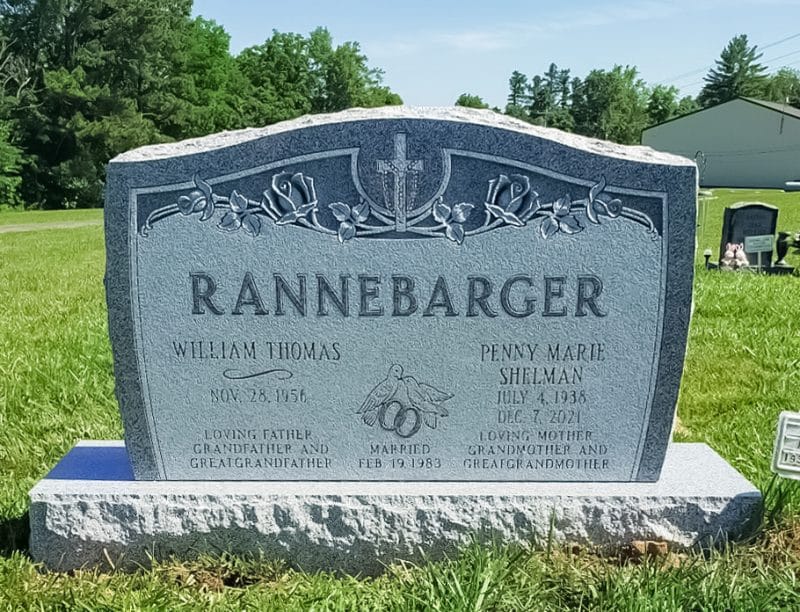 RANNEBARGER
WILLIAM THOMAS
NOV. 28, 1956
LOVING FATHER
GRANDFATHER AND
GREATGRANDFATHER
MARRIED
FEB. 19 1983
PENNY MARIE
SHELMAN
JULY 4, 1938
DEC. 7, 2021
LOVING MOTHER
GRANDMOTHER AND
GREATGRANDMOTHER